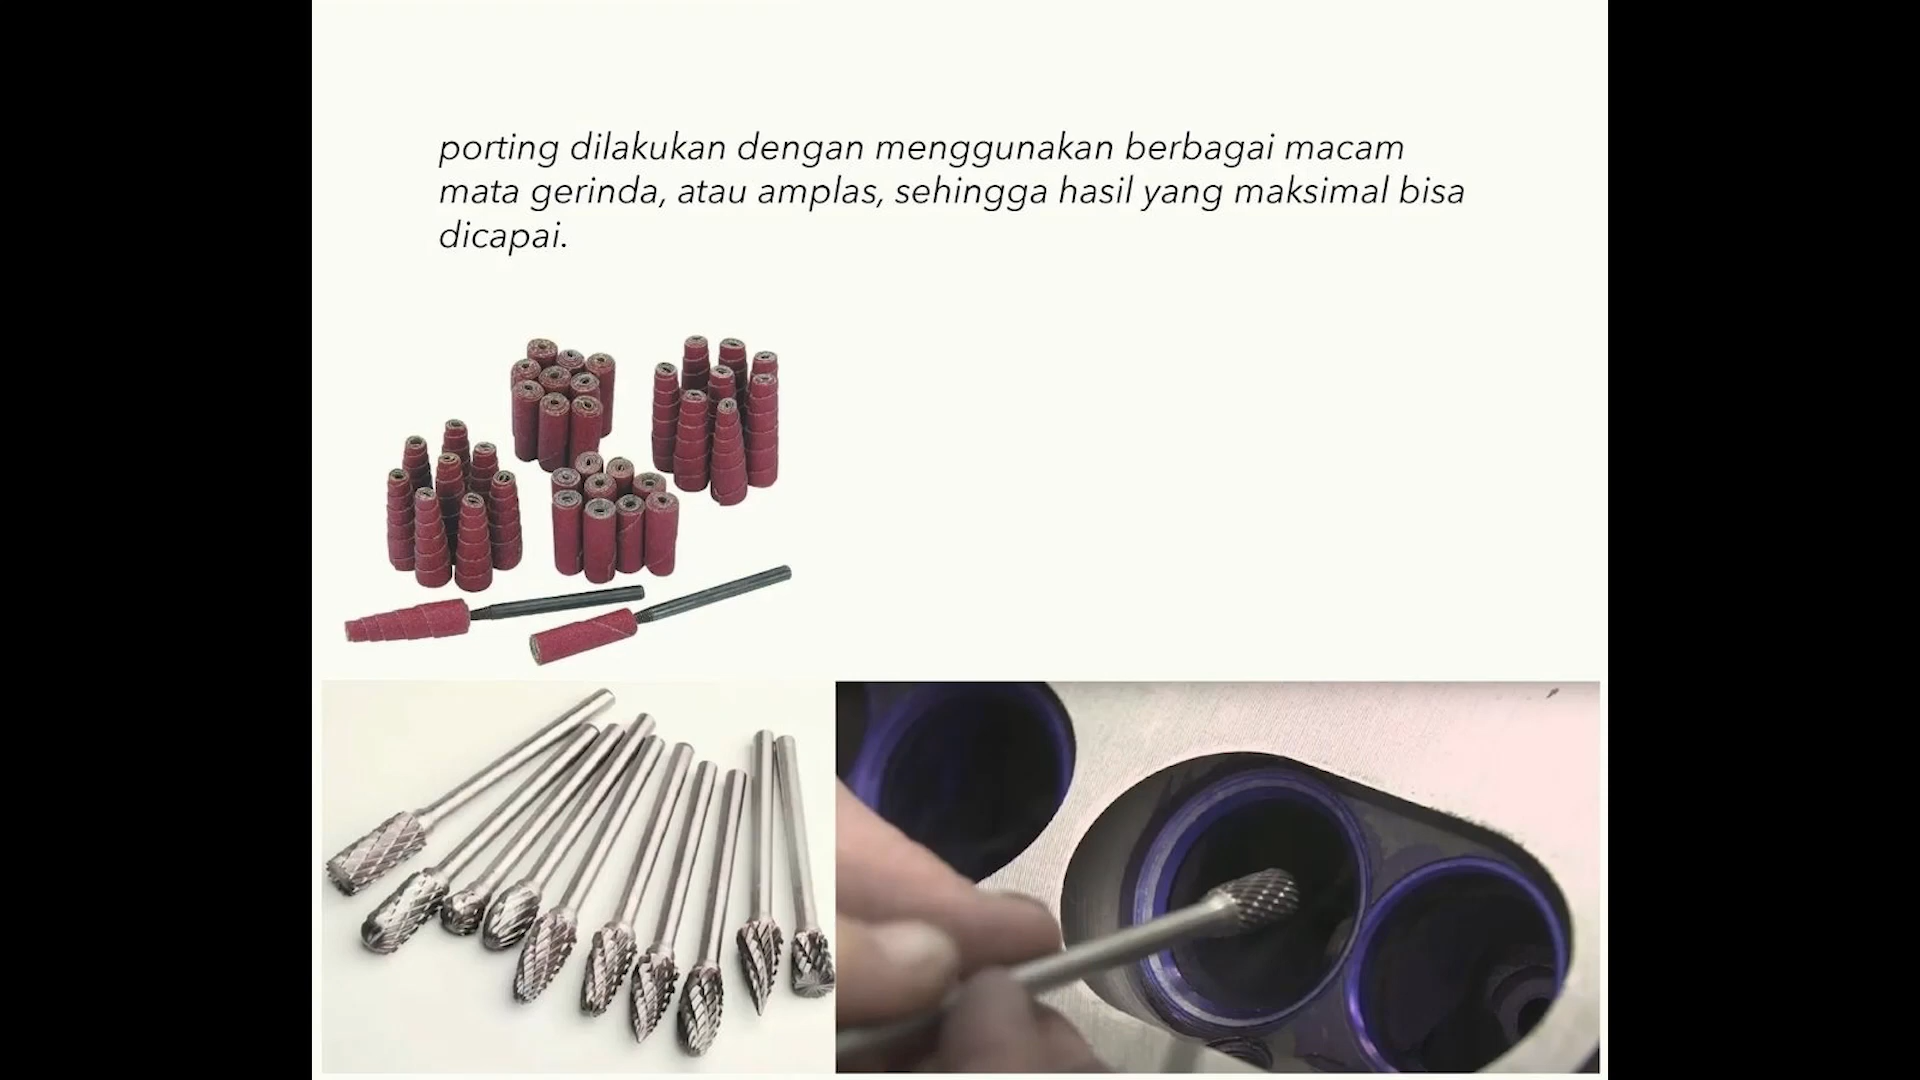 porting dilakukan dengan menggunakan berbagai macam
mata gerinda, atau amplas, sehingga hasil yang maksimal bisa
dicapai.